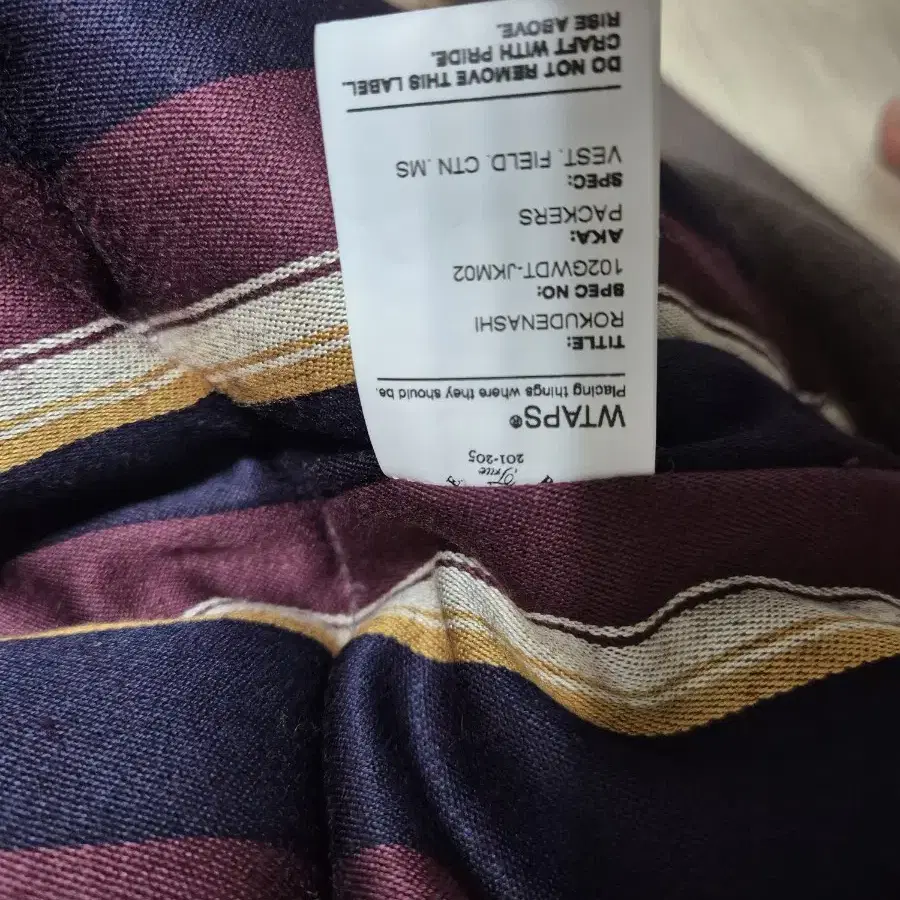 True
201-205
WTAPS®
Placing things where they should be.
TITLE:
ROKUDENASHI
SPEC NO:
102GWDT-JKM02
AKA:
PACKERS
SPEC:
VEST. FIELD. CTN .MS
DO NOT REMOVE THIS LABEL.
CRAFT WITH PRIDE.
RISE ABOVE.